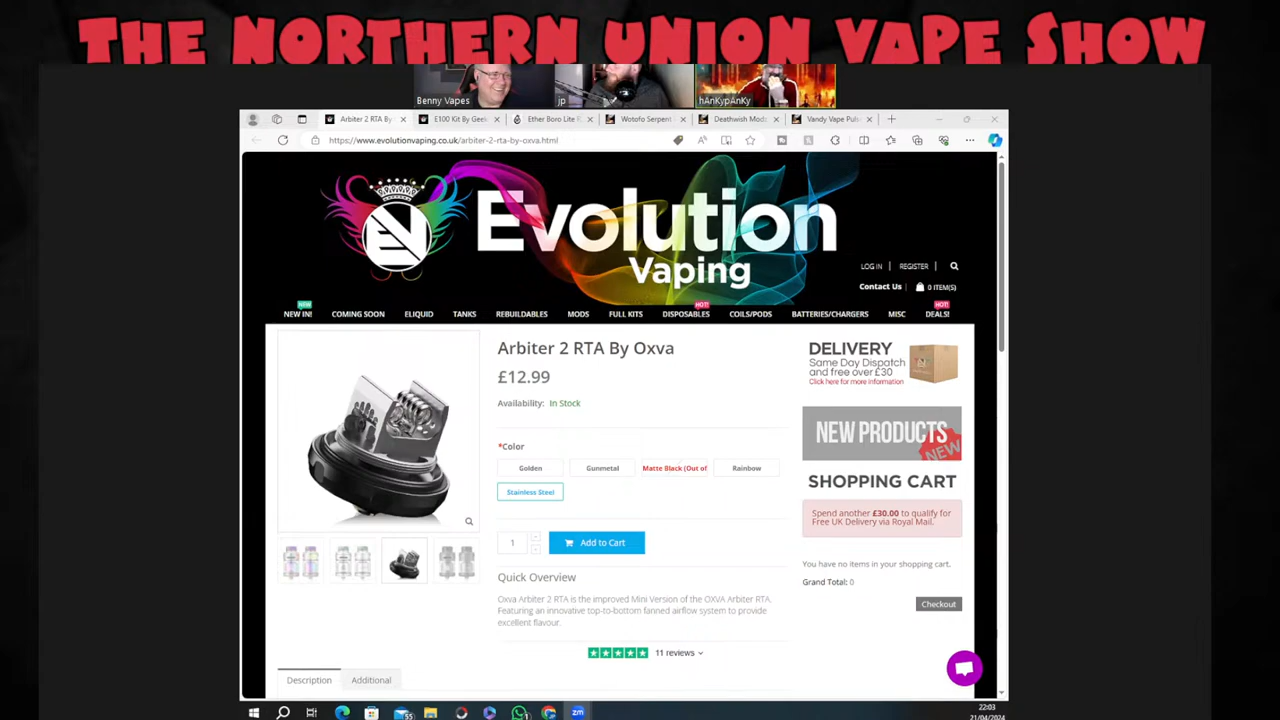 THE NORTHERN UNION VAPE SHOW
Benny Vapes
jp
hAnKypAnKy
Arbiter 2 RTA By
E100 Kit By Geek
Ether Boro Lite
Wotofo Serpent
Deathwish Mods
Vandy Vape Puls
https://www.evolutionvaping.co.uk/arbiter-2-rta-by-oxva.html
Evolution
Vaping
LOG IN
REGISTER
Contact Us
0 ITEM(S)
NEW
HOT!
HOT!
NEW IN!
COMING SOON
ELIQUID
TANKS
REBUILDABLES
MODS
FULL KITS
DISPOSABLES
COILS/PODS
BATTERIES/CHARGERS
MISC
DEALS!
Arbiter 2 RTA By Oxva
£12.99
Availability: In Stock
*Color
Golden
Gunmetal
Matte Black (Out of
Rainbow
Stainless Steel
1
Add to Cart
Quick Overview
Oxva Arbiter 2 RTA is the improved Mini Version of the OXVA Arbiter RTA.
Featuring an innovative top-to-bottom fanned airflow system to provide
excellent flavour.
11 reviews
Description
Additional
DELIVERY
Same Day Dispatch
and free over £30
Click here for more information
NEW PRODUCTS
NEW
SHOPPING CART
Spend another £30.00 to qualify for
Free UK Delivery via Royal Mail.
You have no items in your shopping cart.
Grand Total: 0
Checkout
55
zm
22:03
21/04/2024